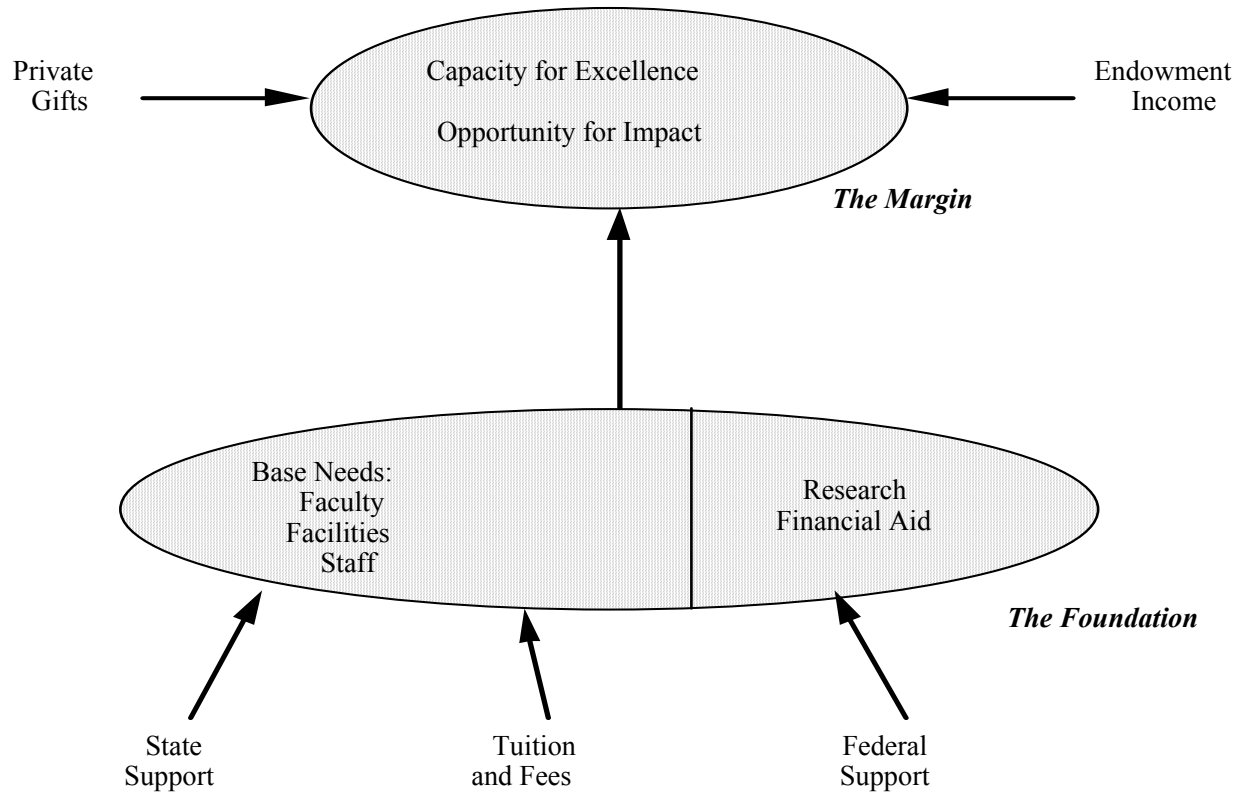 Private
Gifts
Capacity for Excellence
Opportunity for Impact
Endowment
Income
The Margin
Base Needs:
Faculty
Facilities
Staff
Research
Financial Aid
The Foundation
State
Support
Tuition
and Fees
Federal
Support